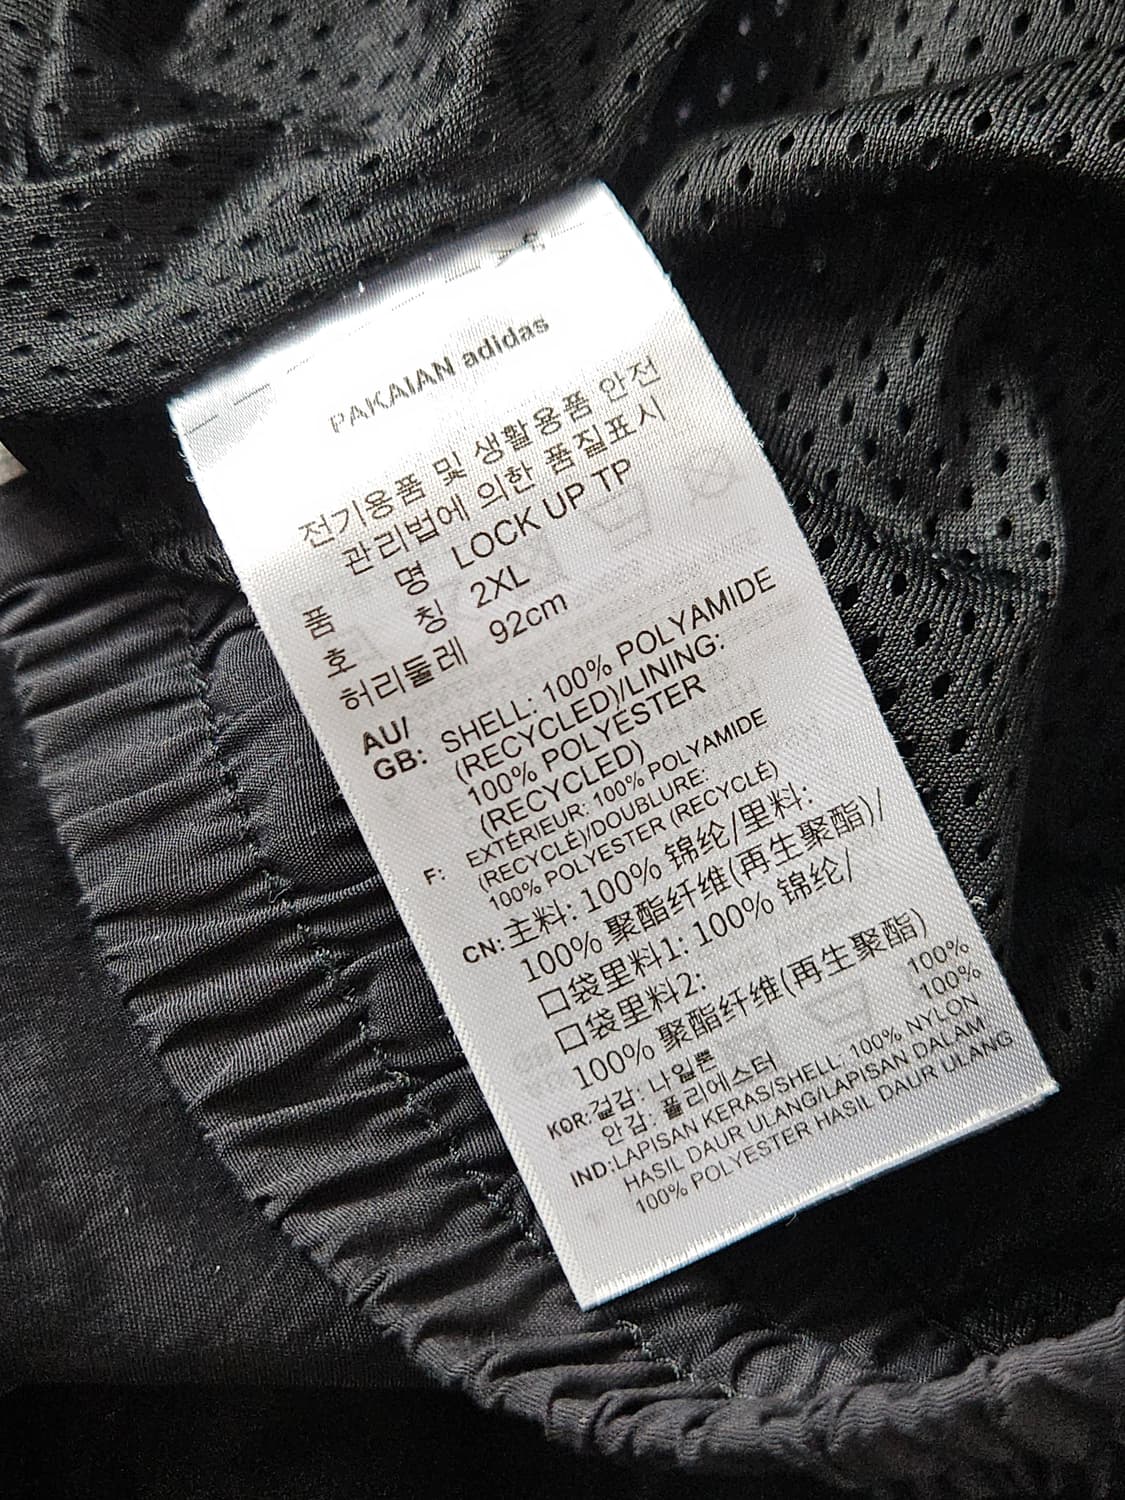 PAKAIAN adidas
전기용품 및 생활용품 안전
관리법에 의한 품질표시
품 명 LOCK UP TP
호 칭 2XL
허리둘레 92cm
AU/
GB: SHELL: 100% POLYAMIDE
(RECYCLED)/LINING:
100% POLYESTER
(RECYCLED)
F: EXTÉRIEUR: 100% POLYAMIDE
(RECYCLÉ)/DOUBLURE:
100% POLYESTER (RECYCLÉ)
CN: 主料: 100% 锦纶/里料:
100% 聚酯纤维(再生聚酯)/
口袋里料1: 100% 锦纶/
口袋里料2:
100% 聚酯纤维(再生聚酯)
KOR: 겉감: 나일론 100%
안감: 폴리에스터 100%
IND: LAPISAN KERAS/SHELL: 100% NYLON
HASIL DAUR ULANG/LAPISAN DALAM
100% POLYESTER HASIL DAUR ULANG